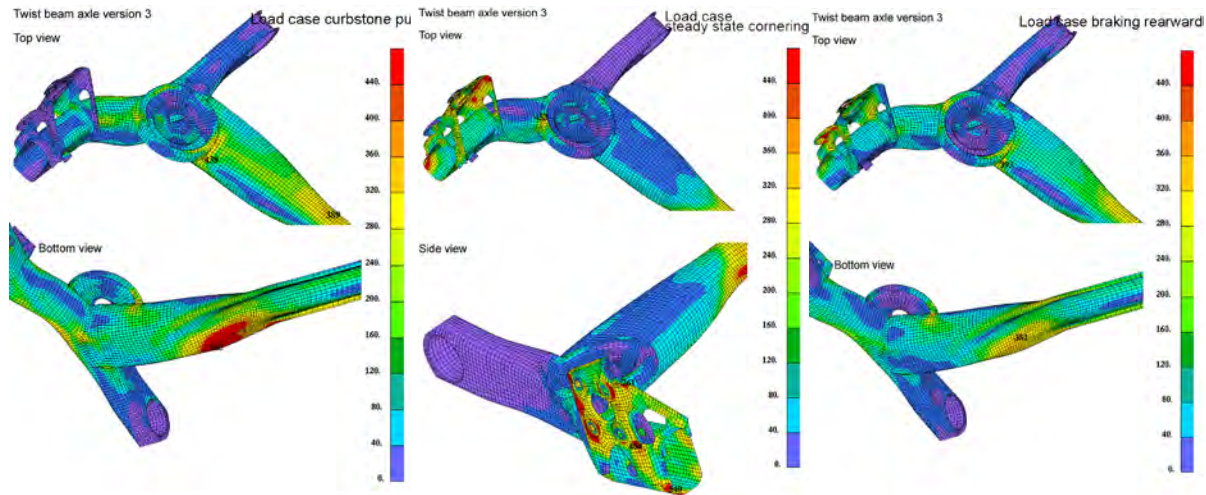 Twist beam axle version 3
Load case curbstone pu
Top view
440.
400.
360.
320.
280.
240.
200.
160.
120.
80.
40.
0.
389
Bottom view
Twist beam axle version 3
Load case
steady state cornering
Top view
440.
400.
360.
320.
280.
240.
200.
160.
120.
80.
40.
0.
Side view
Twist beam axle version 3
Load case braking rearward
Top view
440.
400.
360.
320.
280.
240.
200.
160.
120.
80.
40.
0.
Bottom view
351